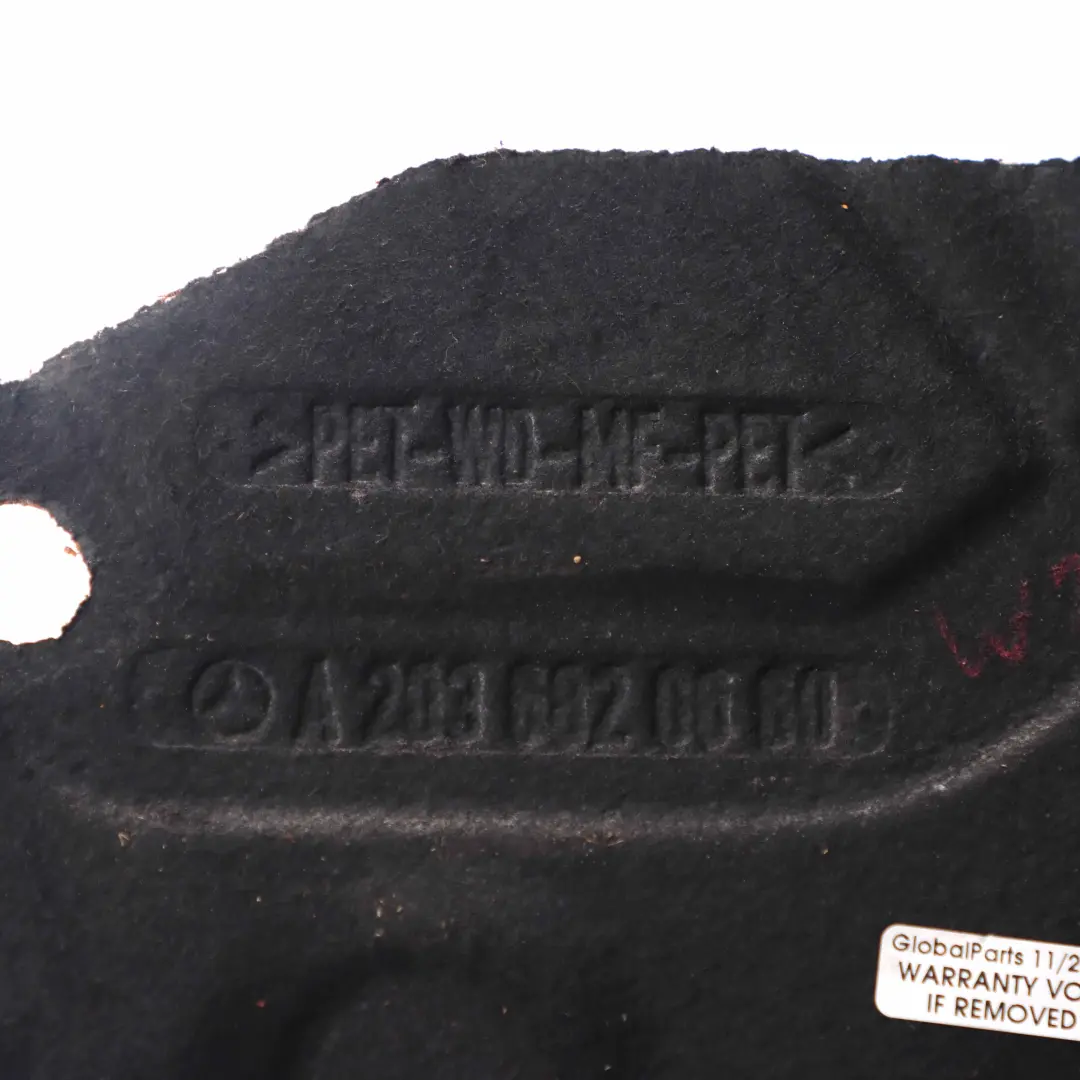 >PET-WD-MF-PET<
A 203 682 06 80
W
GlobalParts 11/2
WARRANTY VO
IF REMOVED